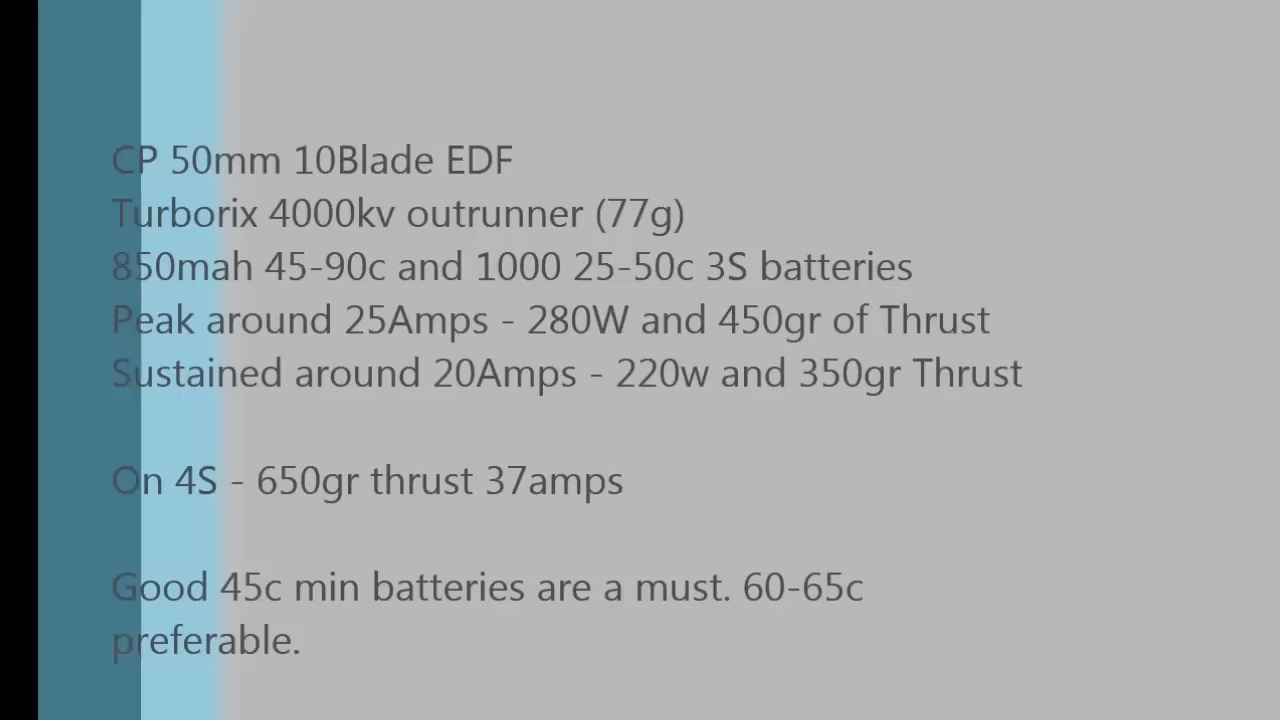 CP 50mm 10Blade EDF
Turborix 4000kv outrunner (77g)
850mah 45-90c and 1000 25-50c 3S batteries
Peak around 25Amps - 280W and 450gr of Thrust
Sustained around 20Amps - 220w and 350gr Thrust
On 4S - 650gr thrust 37amps
Good 45c min batteries are a must. 60-65c
preferable.